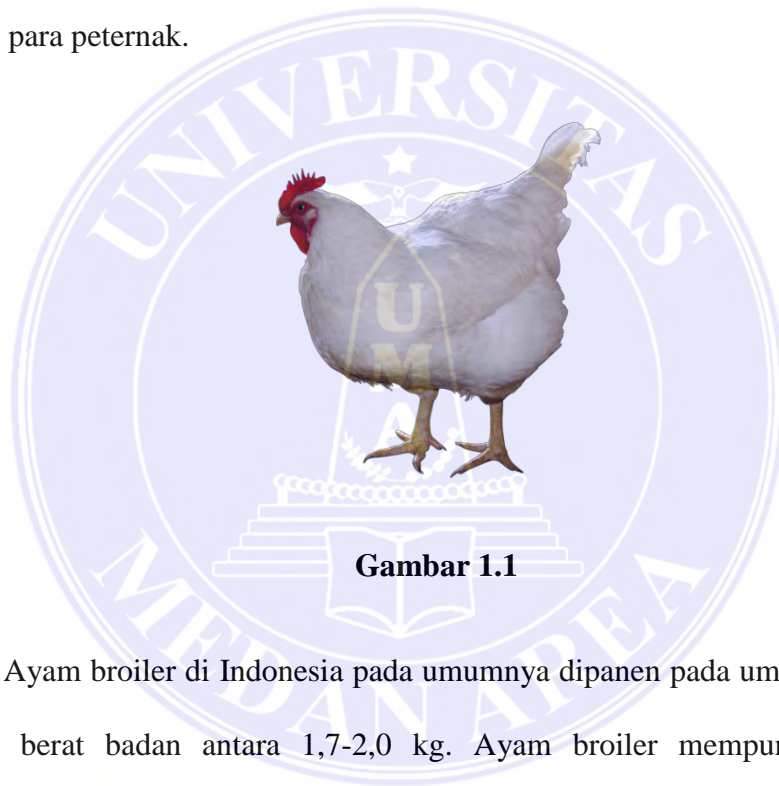 para peternak.
UNIVERSITAS
UMA
Gambar 1.1
MEDAN AREA
Ayam broiler di Indonesia pada umumnya dipanen pada um
berat badan antara 1,7-2,0 kg. Ayam broiler mempu